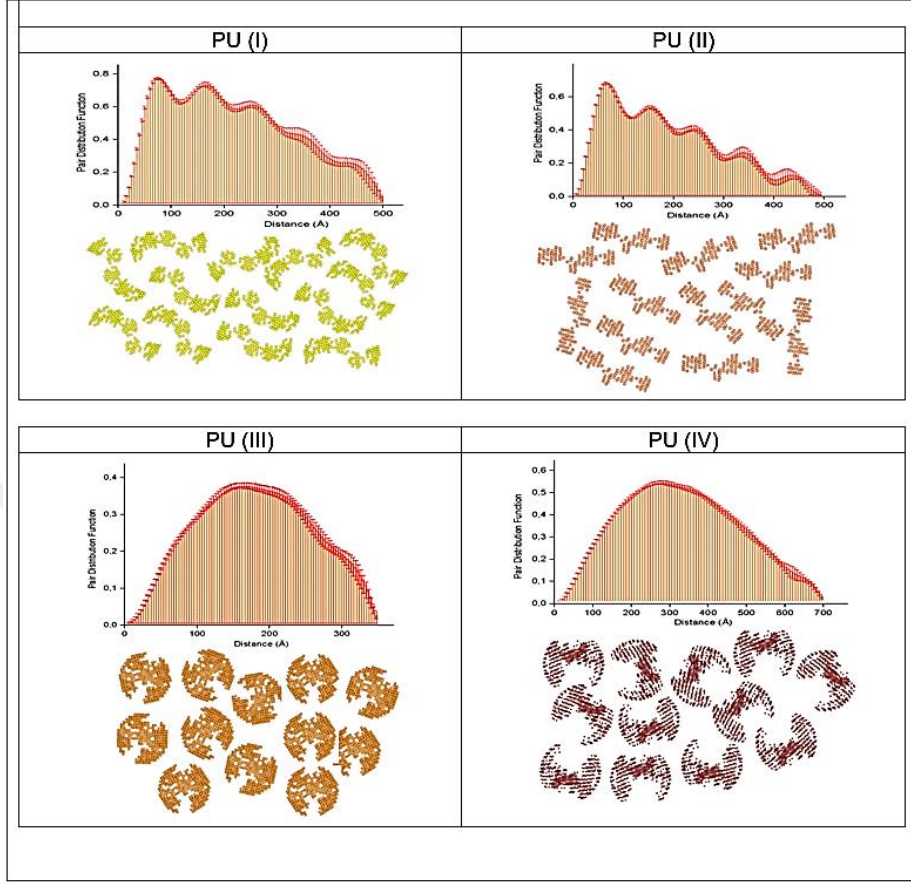 PU (I)
PU (II)
Pair Distribution Function
0.8
0.6
0.4
0.2
0.0
0 100 200 300 400 500
Distance (Å)
Pair Distribution Function
0.6
0.4
0.2
0.0
0 100 200 300 400 500
Distance (Å)
PU (III)
PU (IV)
Pair Distribution Function
0.4
0.3
0.2
0.1
0.0
0 100 200 300
Distance (Å)
Pair Distribution Function
0.6
0.5
0.4
0.3
0.2
0.1
0.0
0 100 200 300 400 500 600 700
Distance (Å)